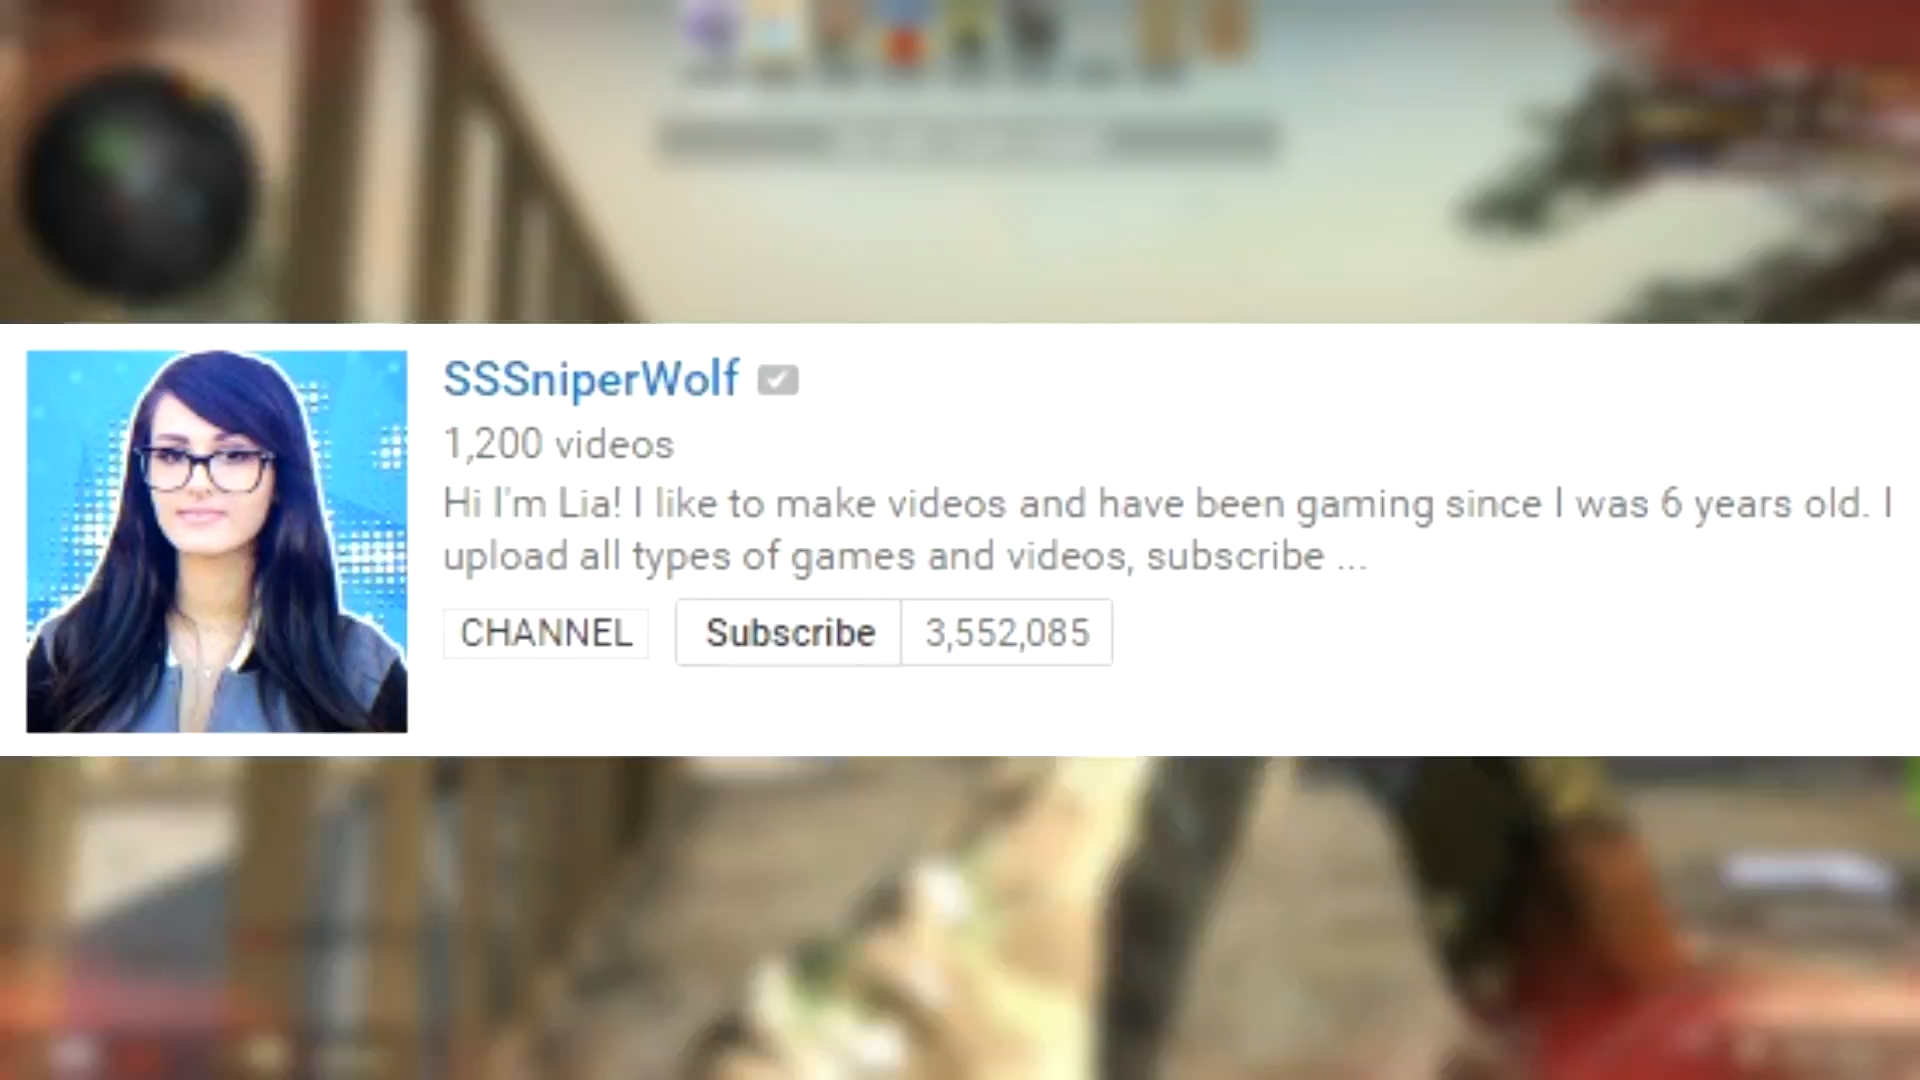 SSSniperWolf
1,200 videos
Hi I'm Lia! I like to make videos and have been gaming since I was 6 years old. I
upload all types of games and videos, subscribe ...
CHANNEL Subscribe 3,552,085